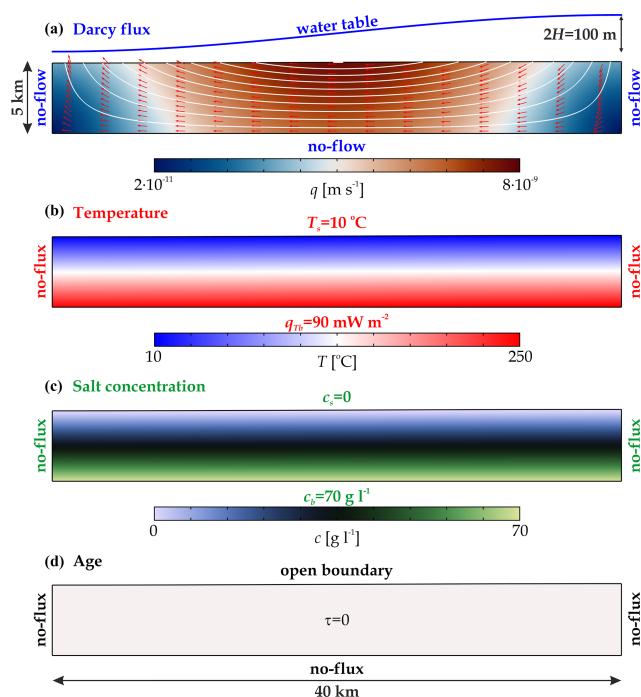 (a) Darcy flux
water table
2H=100 m
5 km
no-flow
no-flow
no-flow
2·10⁻¹¹
q [m s⁻¹]
8·10⁻⁹
(b) Temperature
Tₛ=10 °C
no-flux
no-flux
q_Tb=90 mW m⁻²
10
T [°C]
250
(c) Salt concentration
cₛ=0
no-flux
no-flux
c_b=70 g l⁻¹
0
c [g l⁻¹]
70
(d) Age
open boundary
no-flux
τ=0
no-flux
no-flux
40 km